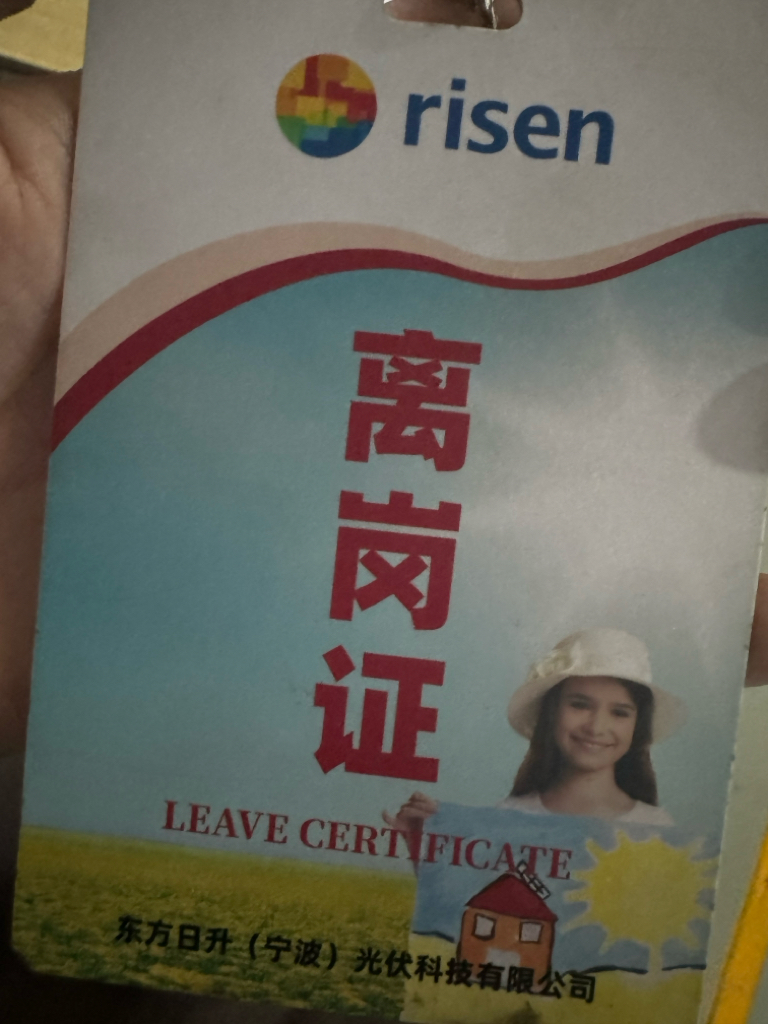 risen
离
岗
证
LEAVE CERTIFICATE
东方日升（宁波）光伏科技有限公司